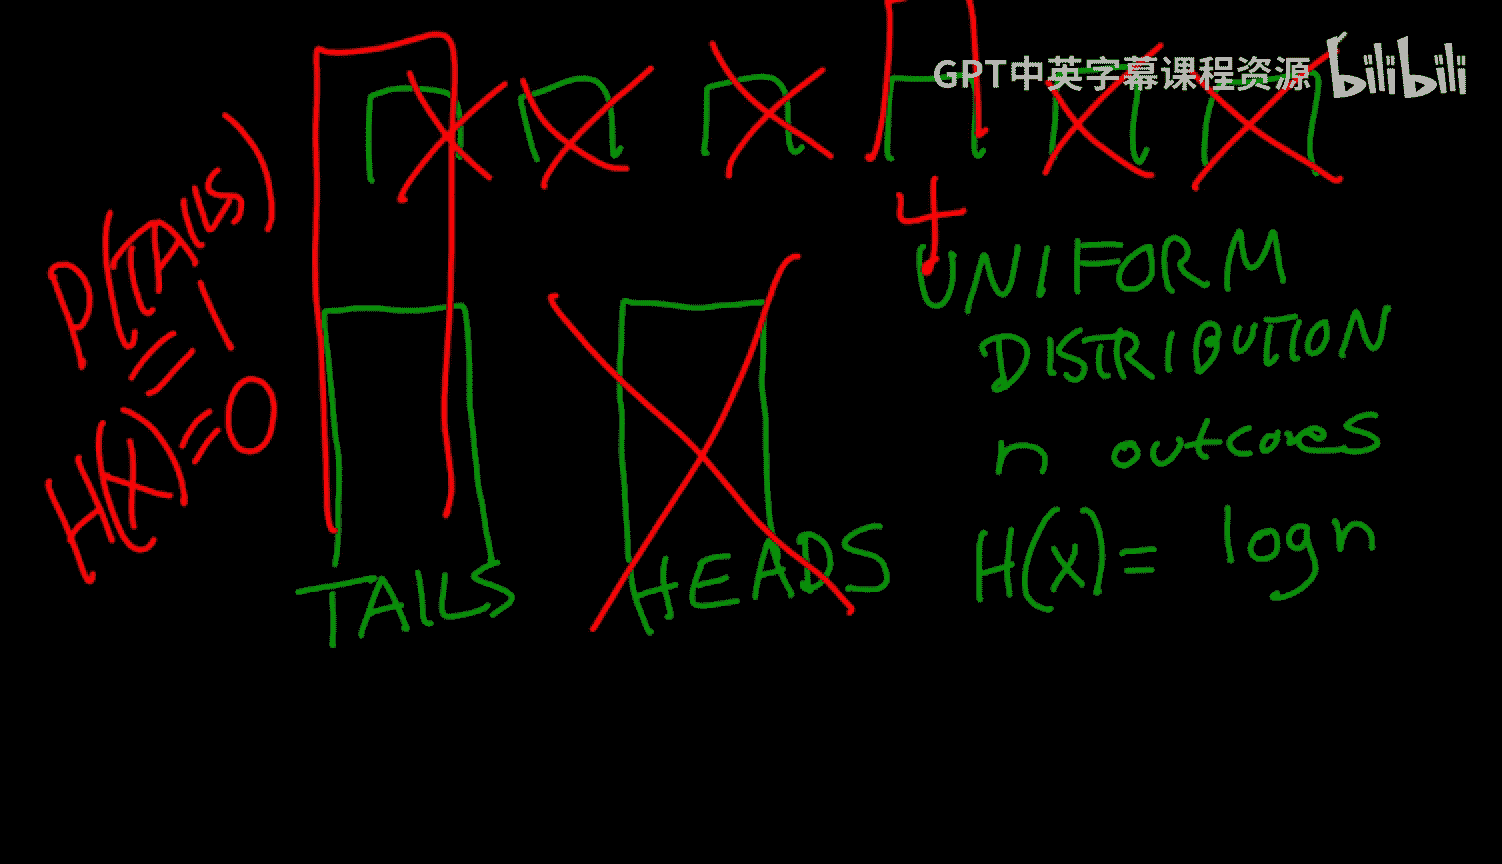 GPT中英字幕课程资源 bilibili
4
UNIFORM
DISTRIBUTION
n outcomes
H(X) = log n
P(TAILS)
= 1
H(X)=0
TAILS
HEADS